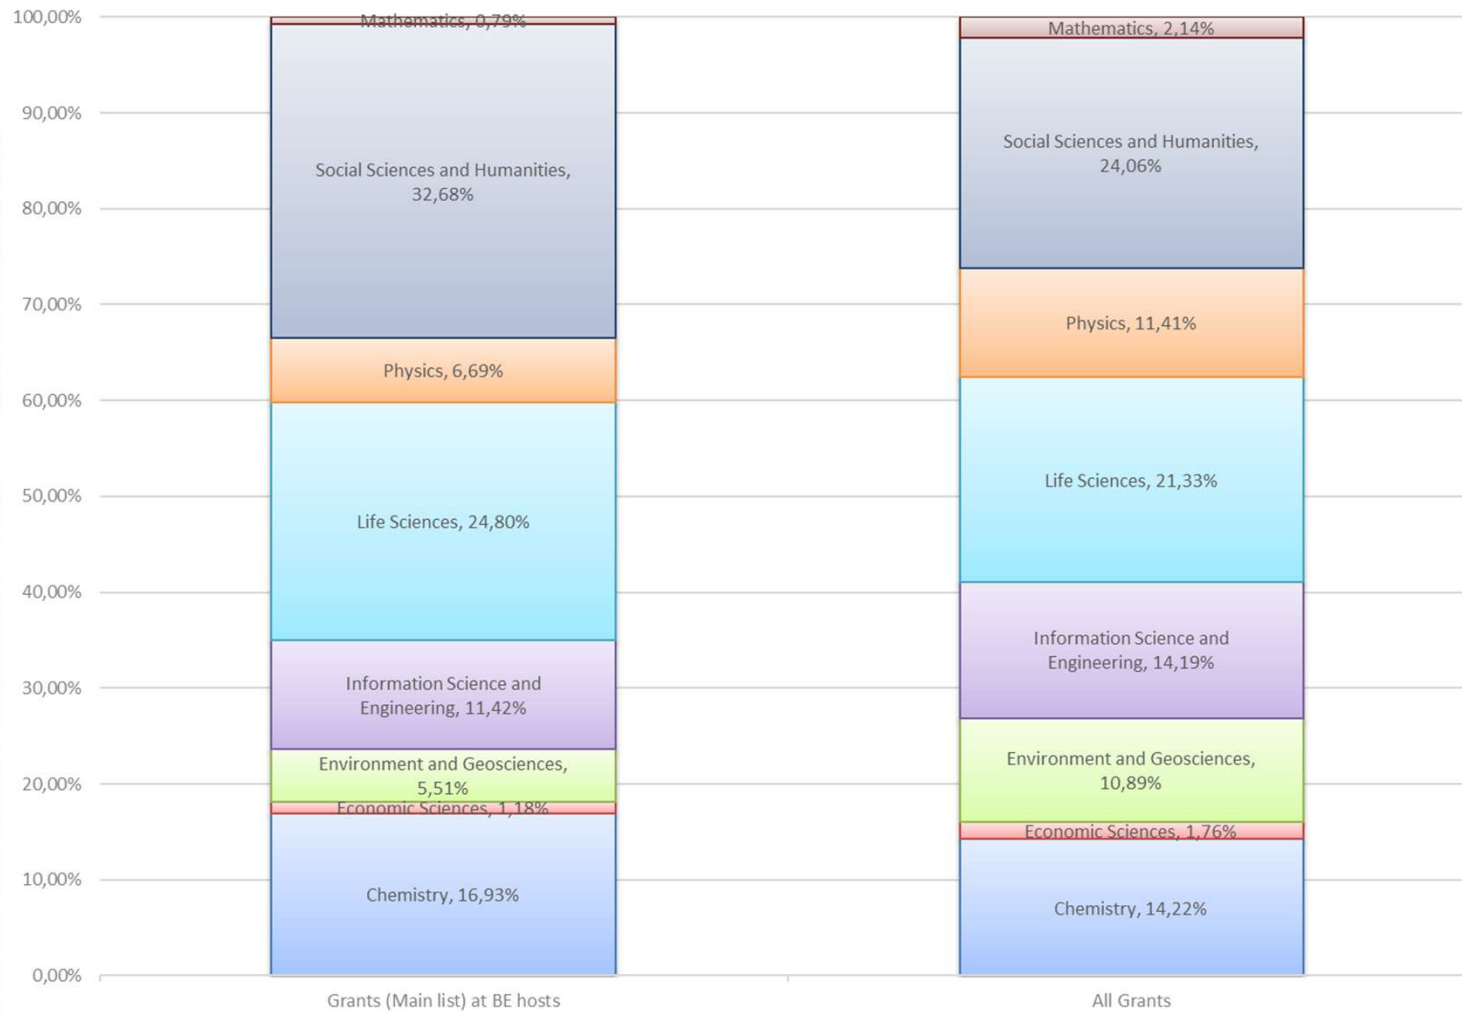 100,00%
90,00%
80,00%
70,00%
60,00%
50,00%
40,00%
30,00%
20,00%
10,00%
0,00%
Mathematics, 0,79%
Social Sciences and Humanities,
32,68%
Physics, 6,69%
Life Sciences, 24,80%
Information Science and
Engineering, 11,42%
Environment and Geosciences,
5,51%
Economic Sciences, 1,18%
Chemistry, 16,93%
Grants (Main list) at BE hosts
Mathematics, 2,14%
Social Sciences and Humanities,
24,06%
Physics, 11,41%
Life Sciences, 21,33%
Information Science and
Engineering, 14,19%
Environment and Geosciences,
10,89%
Economic Sciences, 1,76%
Chemistry, 14,22%
All Grants